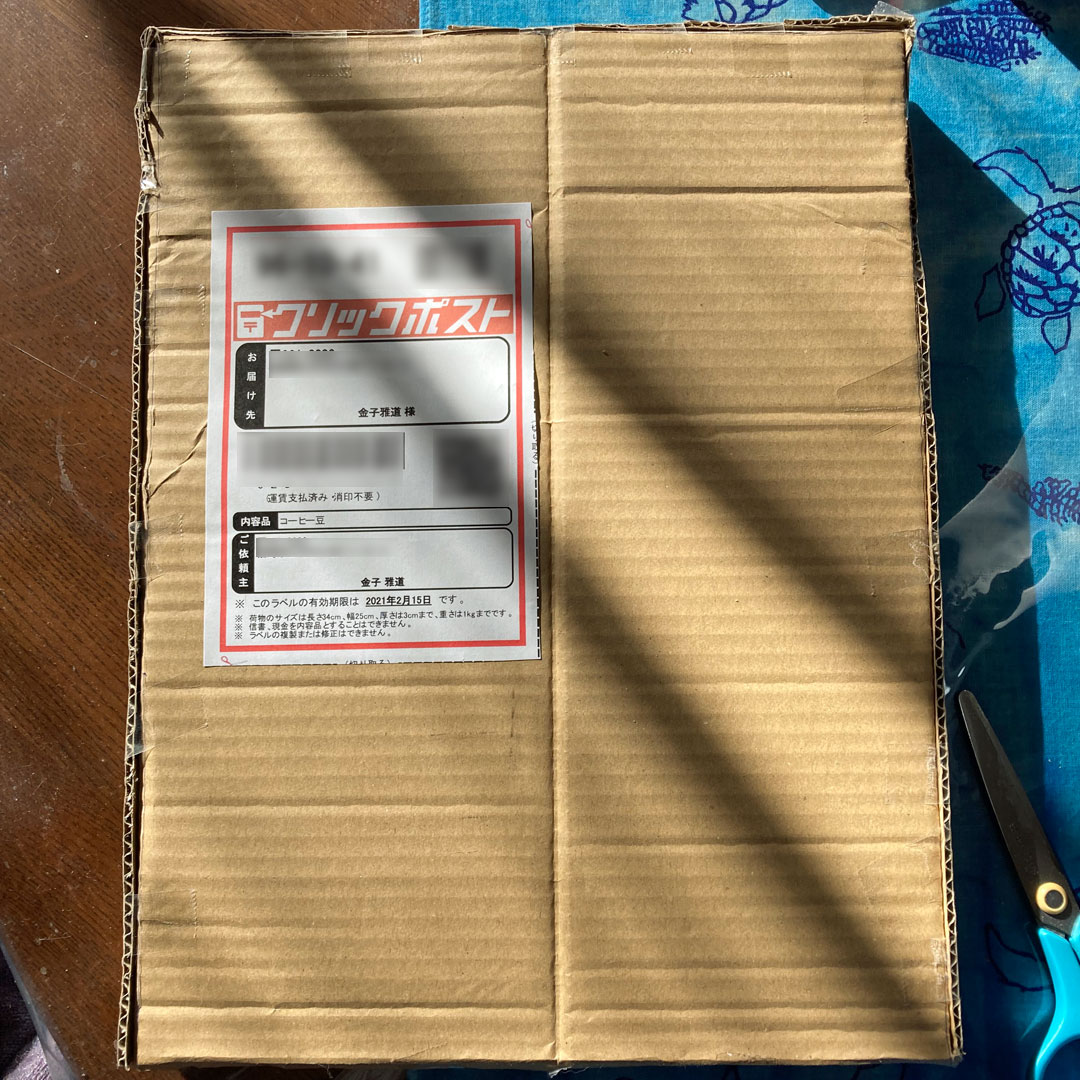 クリックポスト
お届け先
金子雅道 様
(運賃支払済み・消印不要)
内容品 コーヒー豆
ご依頼主
金子 雅道
※ このラベルの有効期限は 2021年2月15日 です。
※ 荷物のサイズは長さ34cm、幅25cm、厚さは3cmまで、重さは1kgまでです。
※ 信書、現金を内容品とすることはできません。
※ ラベルの複製または修正はできません。